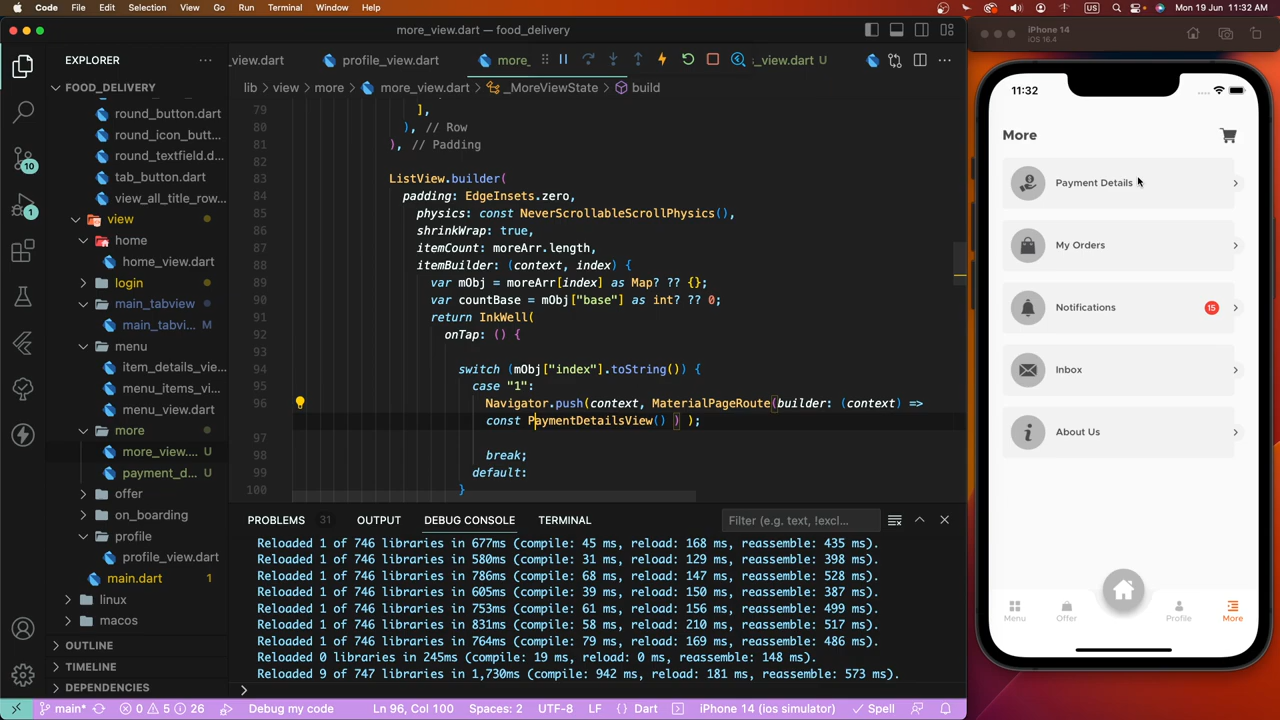 Code File Edit Selection View Go Run Terminal Window Help
US Mon 19 Jun 11:32 AM
more_view.dart — food_delivery
iPhone 14
iOS 16.4
EXPLORER
_view.dart profile_view.dart more_ _view.dart U
FOOD_DELIVERY
lib > view > more > more_view.dart > _MoreViewState > build
round_button.dart
round_icon_butt...
round_textfield.d...
tab_button.dart
view_all_title_row...
view
home
home_view.dart
login
main_tabview
main_tabvi... M
menu
item_details_vie...
menu_items_vi...
menu_view.dart
more
more_view.... U
payment_d... U
offer
on_boarding
profile
profile_view.dart
main.dart 1
linux
macos
OUTLINE
TIMELINE
DEPENDENCIES
10
1
79 ],
80 ), // Row
81 ), // Padding
82
83 ListView.builder(
84 padding: EdgeInsets.zero,
85 physics: const NeverScrollableScrollPhysics(),
86 shrinkWrap: true,
87 itemCount: moreArr.length,
88 itemBuilder: (context, index) {
89 var mObj = moreArr[index] as Map? ?? {};
90 var countBase = mObj["base"] as int? ?? 0;
91 return InkWell(
92 onTap: () {
93
94 switch (mObj["index"].toString()) {
95 case "1":
96 Navigator.push(context, MaterialPageRoute(builder: (context) =>
const PaymentDetailsView() ) );
97
98 break;
99 default:
100 }
PROBLEMS 31 OUTPUT DEBUG CONSOLE TERMINAL Filter (e.g. text, !excl...
Reloaded 1 of 746 libraries in 677ms (compile: 45 ms, reload: 168 ms, reassemble: 435 ms).
Reloaded 1 of 746 libraries in 580ms (compile: 31 ms, reload: 129 ms, reassemble: 398 ms).
Reloaded 1 of 746 libraries in 786ms (compile: 68 ms, reload: 147 ms, reassemble: 528 ms).
Reloaded 1 of 746 libraries in 605ms (compile: 39 ms, reload: 150 ms, reassemble: 387 ms).
Reloaded 1 of 746 libraries in 753ms (compile: 61 ms, reload: 156 ms, reassemble: 499 ms).
Reloaded 1 of 746 libraries in 831ms (compile: 58 ms, reload: 210 ms, reassemble: 517 ms).
Reloaded 1 of 746 libraries in 764ms (compile: 79 ms, reload: 169 ms, reassemble: 486 ms).
Reloaded 0 libraries in 245ms (compile: 19 ms, reload: 0 ms, reassemble: 148 ms).
Reloaded 9 of 747 libraries in 1,730ms (compile: 942 ms, reload: 181 ms, reassemble: 573 ms).
>
main* 0 5 26 Debug my code Ln 96, Col 100 Spaces: 2 UTF-8 LF {} Dart iPhone 14 (ios simulator) Spell
11:32
More
Payment Details
My Orders
Notifications 15
Inbox
About Us
Menu Offer Profile More